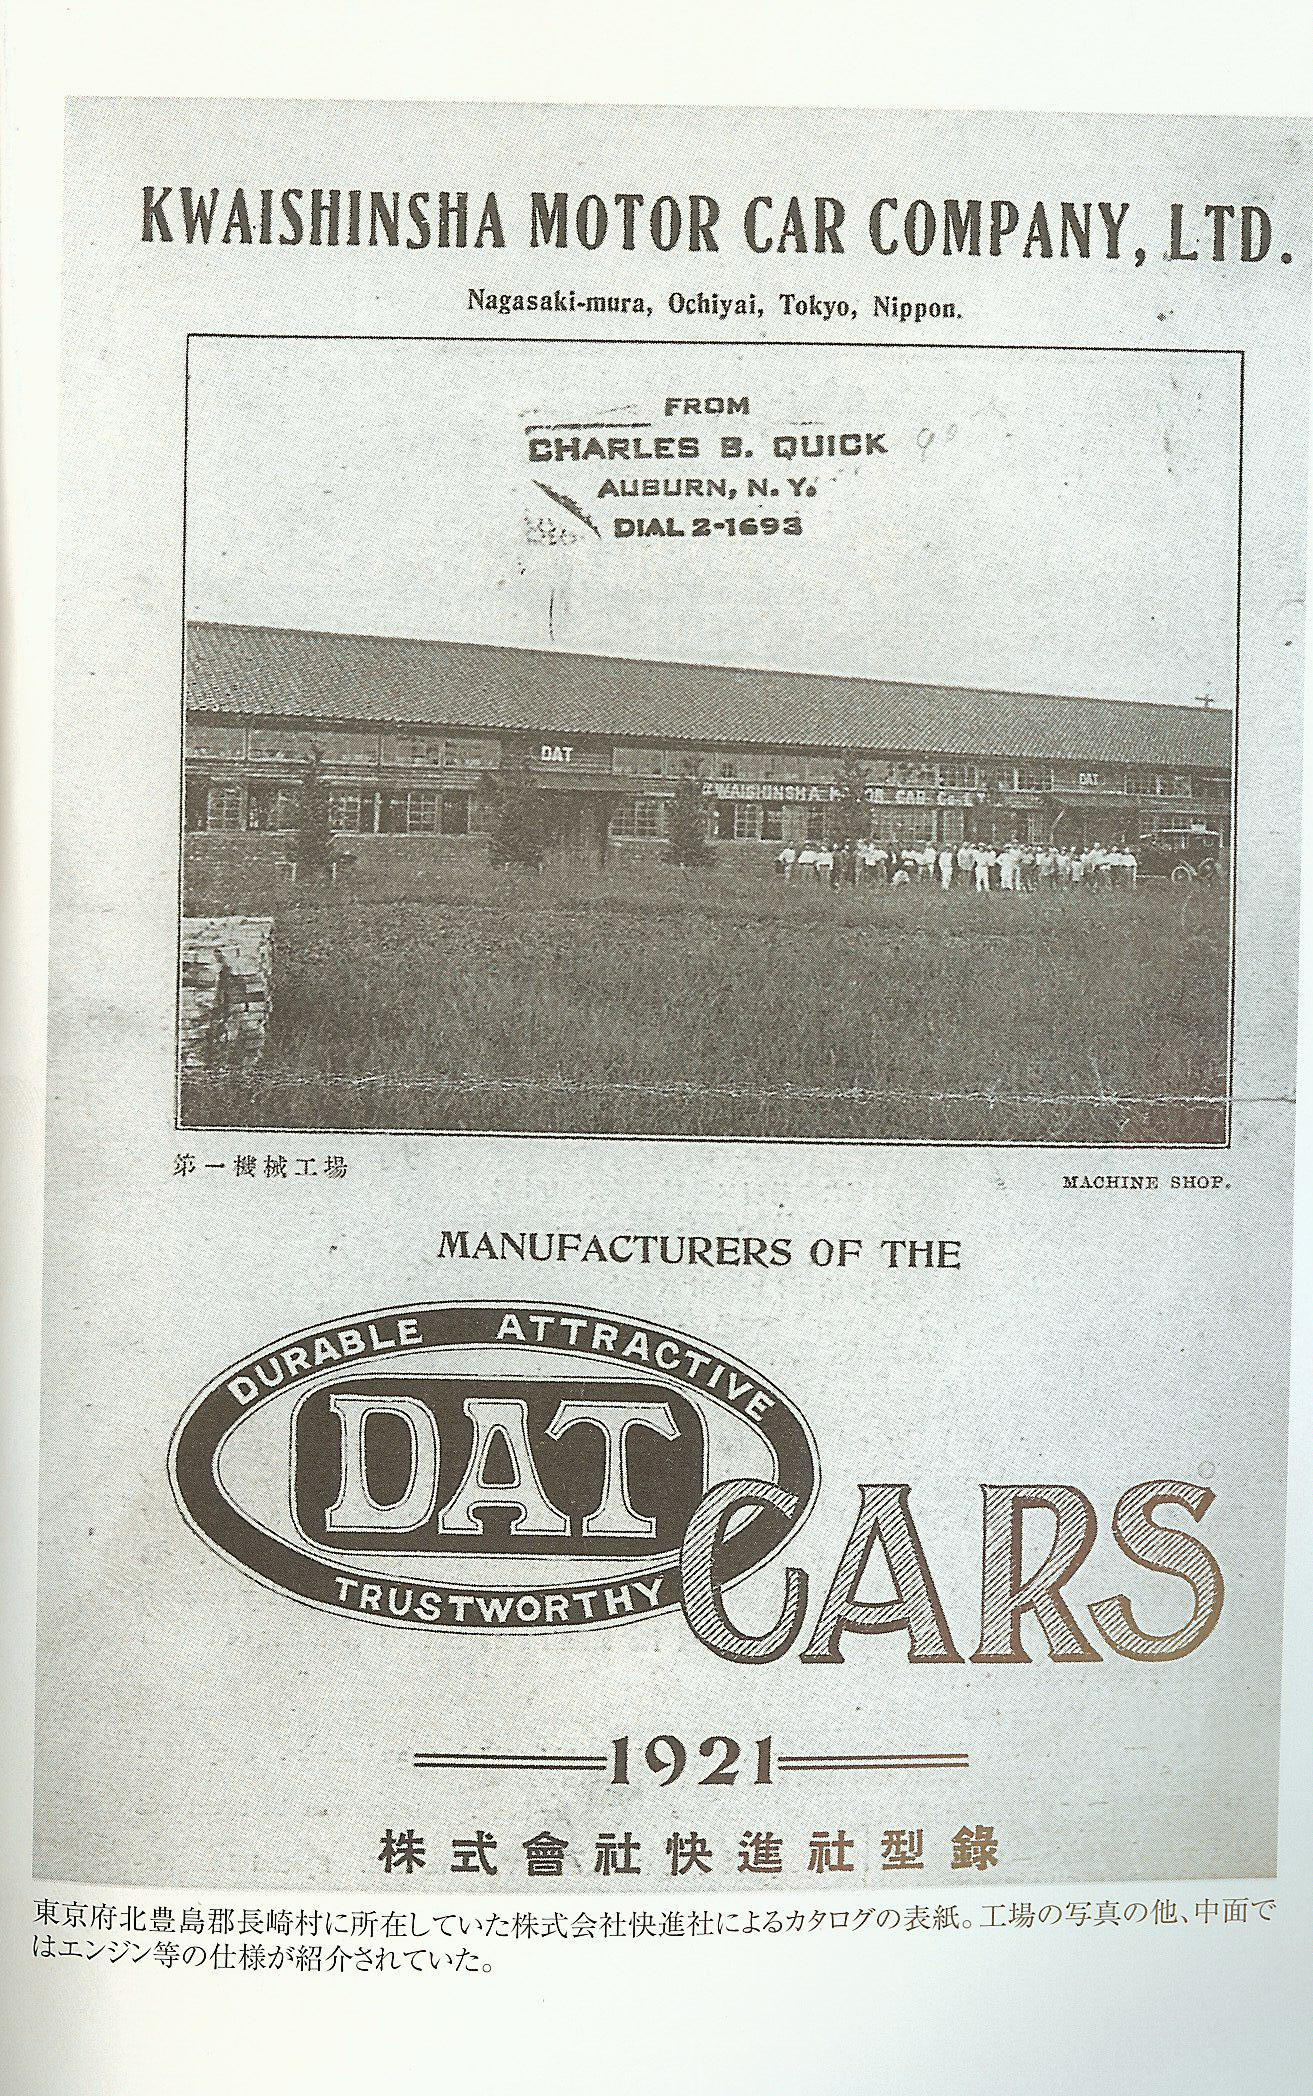 KWAISHINSHA MOTOR CAR COMPANY, LTD.
Nagasaki-mura, Ochiyai, Tokyo, Nippon.
FROM
CHARLES B. QUICK
AUBURN, N. Y.
DIAL 2-1693
DAT
DAT
KWAISHINSHA MOTOR CAR CO.
第一機械工場
MACHINE SHOP.
MANUFACTURERS OF THE
DURABLE ATTRACTIVE
DAT
TRUSTWORTHY
CARS
1921
株式會社快進社型錄
東京府北豊島郡長崎村に所在していた株式会社快進社によるカタログの表紙。工場の写真の他、中面で
はエンジン等の仕様が紹介されていた。